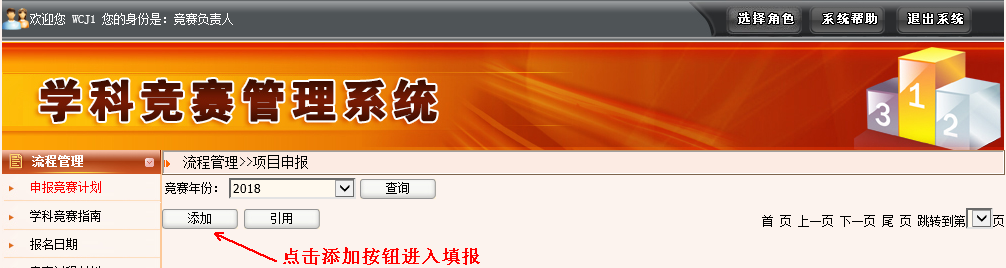 欢迎您 WCJ1 您的身份是：竞赛负责人
选择角色 系统帮助 退出系统
学科竞赛管理系统
3 1 2
流程管理
流程管理>>项目申报
申报竞赛计划
竞赛年份： 2018 查询
学科竞赛指南
添加 引用
首 页 上一页 下一页 尾 页 跳转到第 页
报名日期
点击添加按钮进入填报